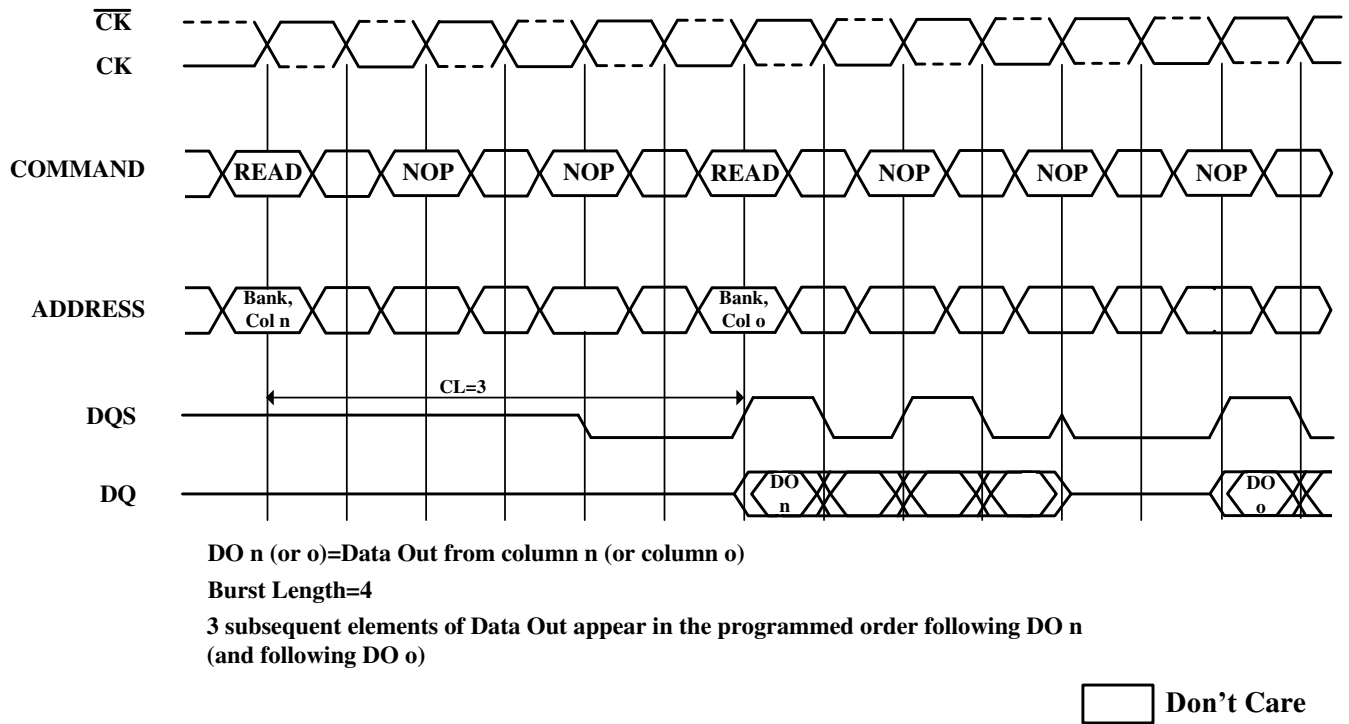 CK
CK
COMMAND READ NOP NOP READ NOP NOP NOP
ADDRESS Bank, Col n Bank, Col o
CL=3
DQS
DQ DO n DO o
DO n (or o)=Data Out from column n (or column o)
Burst Length=4
3 subsequent elements of Data Out appear in the programmed order following DO n
(and following DO o)
Don't Care